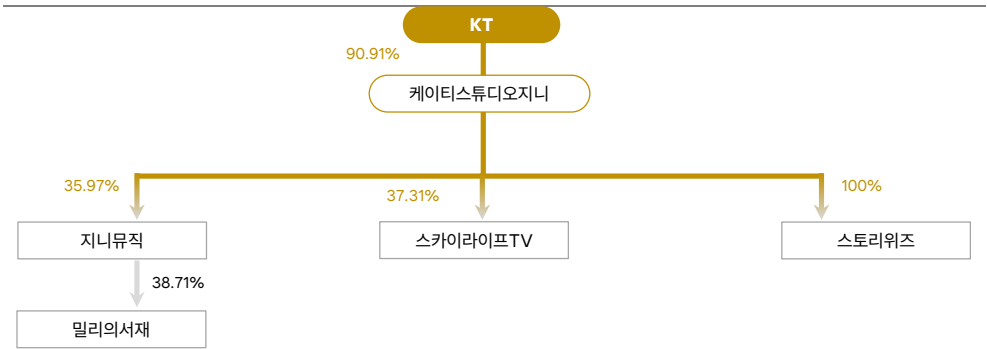 KT
90.91%
케이티스튜디오지니
35.97%
37.31%
100%
지니뮤직
스카이라이프TV
스토리위즈
38.71%
밀리의서재